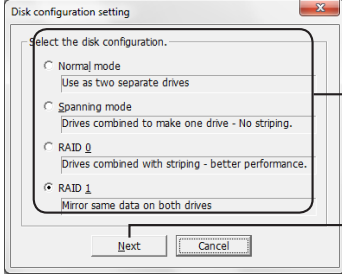 Disk configuration setting
Select the disk configuration.
Normal mode
Use as two separate drives
Spanning mode
Drives combined to make one drive - No striping.
RAID 0
Drives combined with striping - better performance.
RAID 1
Mirror same data on both drives
Next
Cancel